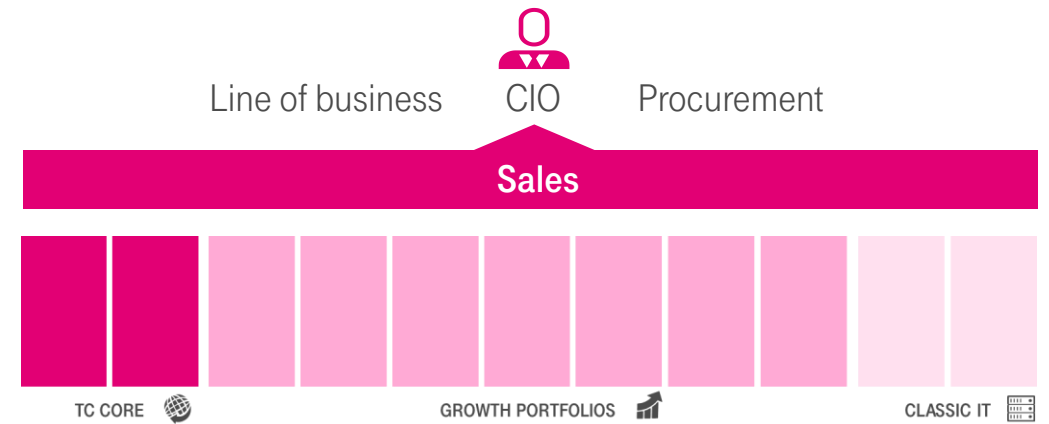 Line of business CIO Procurement
Sales
TC CORE GROWTH PORTFOLIOS CLASSIC IT